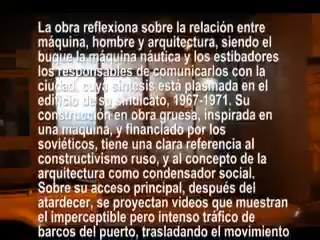 La obra reflexiona sobre la relación entre
máquina, hombre y arquitectura, siendo el
buque la máquina náutica y los estibadores
los responsables de comunicarlos con la
ciudad, cuya síntesis está plasmada en el
edificio de su sindicato, 1967-1971. Su
construcción en obra gruesa, inspirada en
una máquina, y financiado por los
soviéticos, tiene una clara referencia al
constructivismo ruso, y al concepto de la
arquitectura como condensador social.
Sobre su acceso principal, después del
atardecer, se proyectan videos que muestran
el imperceptible pero intenso tráfico de
barcos del puerto, trasladando el movimiento